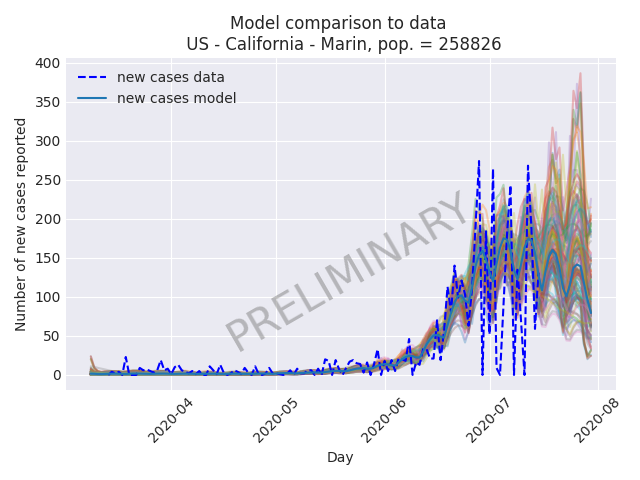 Model comparison to data
US - California - Marin, pop. = 258826
new cases data
new cases model
400
350
300
250
200
150
100
50
0
Number of new cases reported
PRELIMINARY
2020-04
2020-05
2020-06
2020-07
2020-08
Day